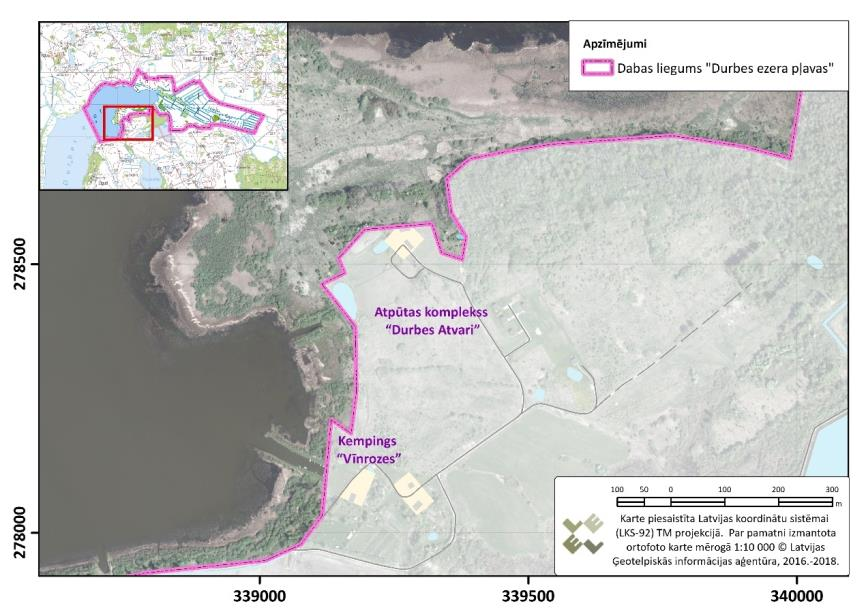 Apzīmējumi
Dabas liegums "Durbes ezera pļavas"
278500
Atpūtas komplekss
"Durbes Atvari"
Kempings
"Vīnrozes"
278000
100 50 0 100 200 300
m
Karte piesaistīta Latvijas koordinātu sistēmai
(LKS-92) TM projekcijā. Par pamatni izmantota
ortofoto karte mērogā 1:10 000 © Latvijas
Ģeotelpiskās informācijas aģentūra, 2016.-2018.
339000 339500 340000